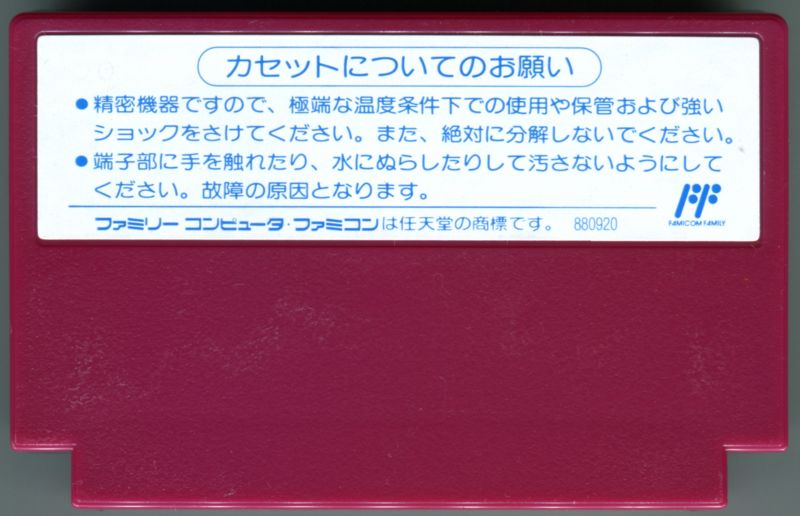 カセットについてのお願い
●精密機器ですので、極端な温度条件下での使用や保管および強い
ショックをさけてください。また、絶対に分解しないでください。
●端子部に手を触れたり、水にぬらしたりして汚さないようにして
ください。故障の原因となります。
ファミリー コンピュータ・ファミコンは任天堂の商標です。 880920
FAMICOM FAMILY